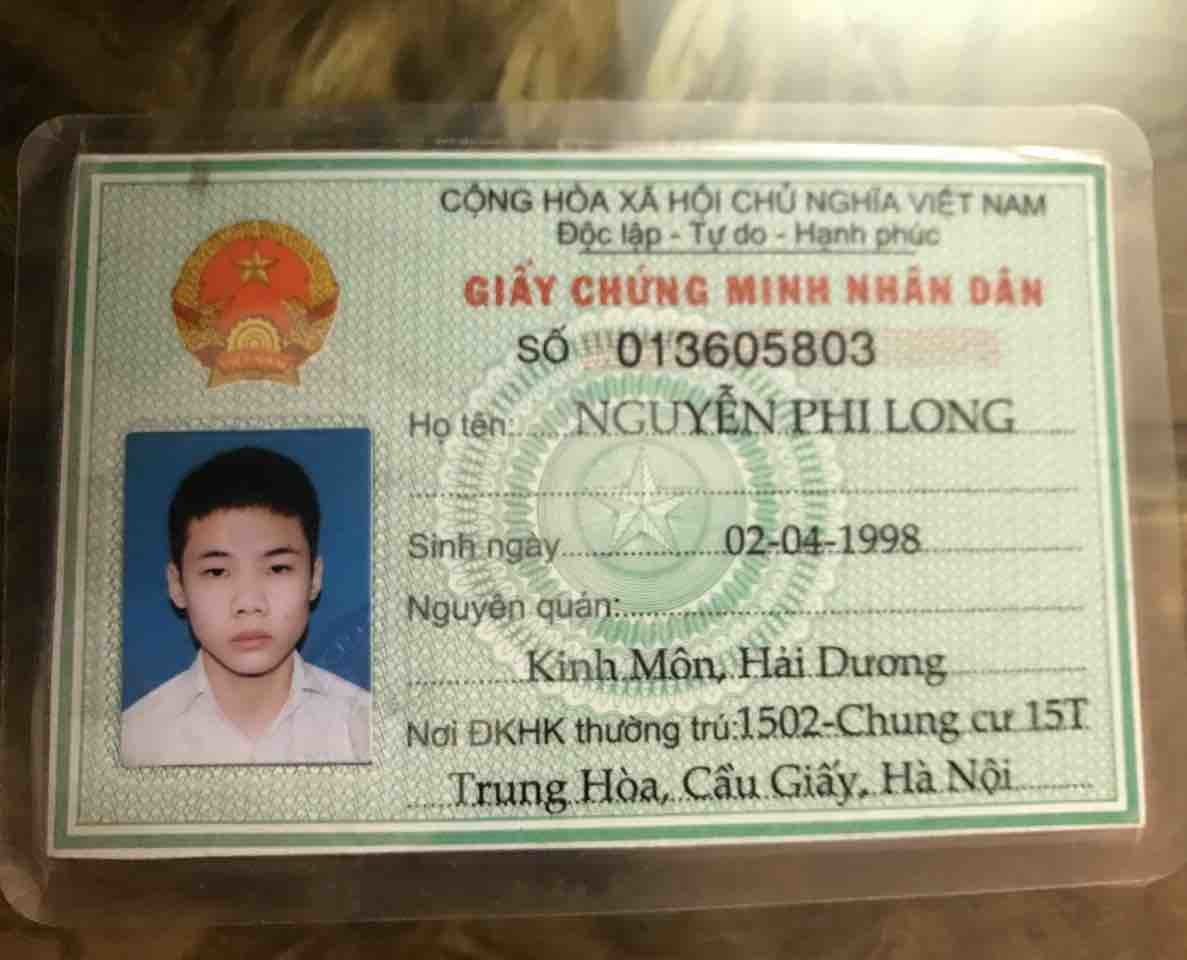 CỘNG HÒA XÃ HỘI CHỦ NGHĨA VIỆT NAM
Độc lập - Tự do - Hạnh phúc
GIẤY CHỨNG MINH NHÂN DÂN
SỐ 013605803
Họ tên: NGUYỄN PHI LONG
Sinh ngày 02-04-1998
Nguyên quán:
Kinh Môn, Hải Dương
Nơi ĐKHK thường trú:1502-Chung cư 15T
Trung Hòa, Cầu Giấy, Hà Nội